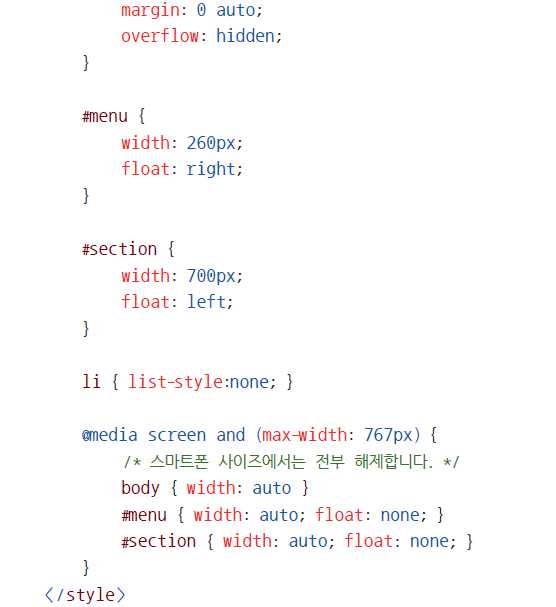 margin: 0 auto;
overflow: hidden;
}
#menu {
width: 260px;
float: right;
}
#section {
width: 700px;
float: left;
}
li { list-style:none; }
@media screen and (max-width: 767px) {
/* 스마트폰 사이즈에서는 전부 해제합니다. */
body { width: auto }
#menu { width: auto; float: none; }
#section { width: auto; float: none; }
}
</style>